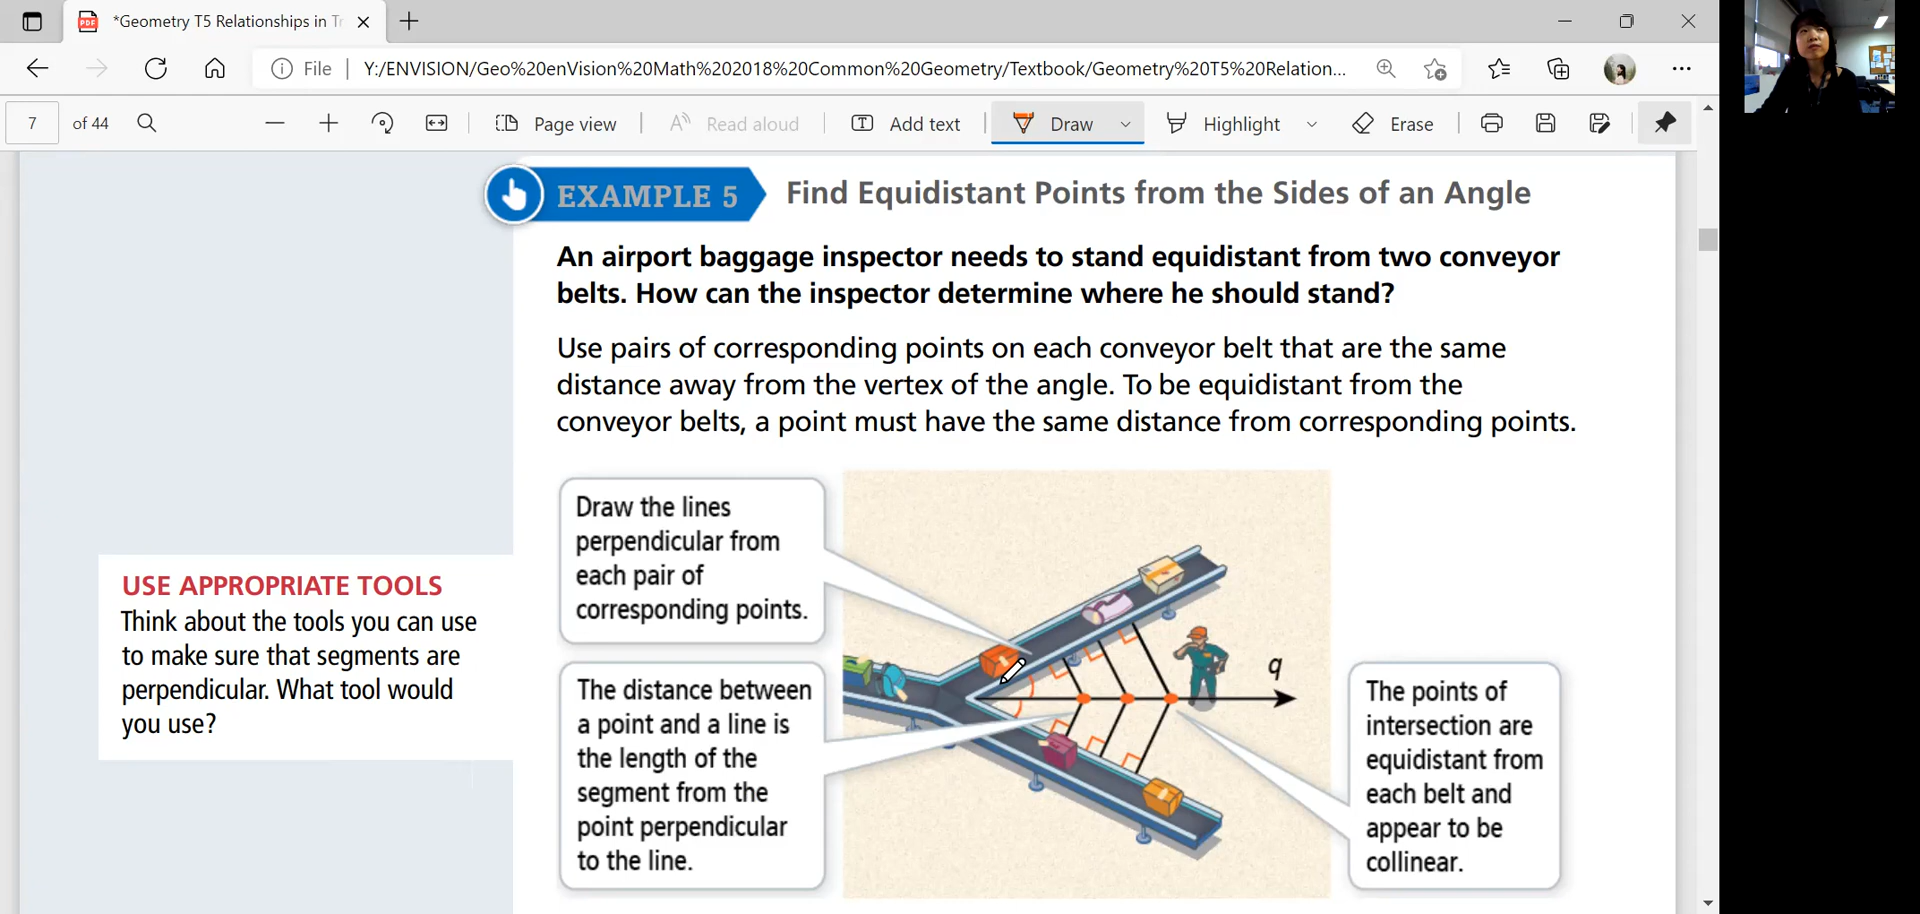 *Geometry T5 Relationships in Tr
File
Y:/ENVISION/Geo%20enVision%20Math%202018%20Common%20Geometry/Textbook/Geometry%20T5%20Relation...
7 of 44
Page view
Read aloud
Add text
Draw
Highlight
Erase
EXAMPLE 5
Find Equidistant Points from the Sides of an Angle
An airport baggage inspector needs to stand equidistant from two conveyor
belts. How can the inspector determine where he should stand?
Use pairs of corresponding points on each conveyor belt that are the same
distance away from the vertex of the angle. To be equidistant from the
conveyor belts, a point must have the same distance from corresponding points.
USE APPROPRIATE TOOLS
Think about the tools you can use
to make sure that segments are
perpendicular. What tool would
you use?
Draw the lines
perpendicular from
each pair of
corresponding points.
The distance between
a point and a line is
the length of the
segment from the
point perpendicular
to the line.
q
The points of
intersection are
equidistant from
each belt and
appear to be
collinear.